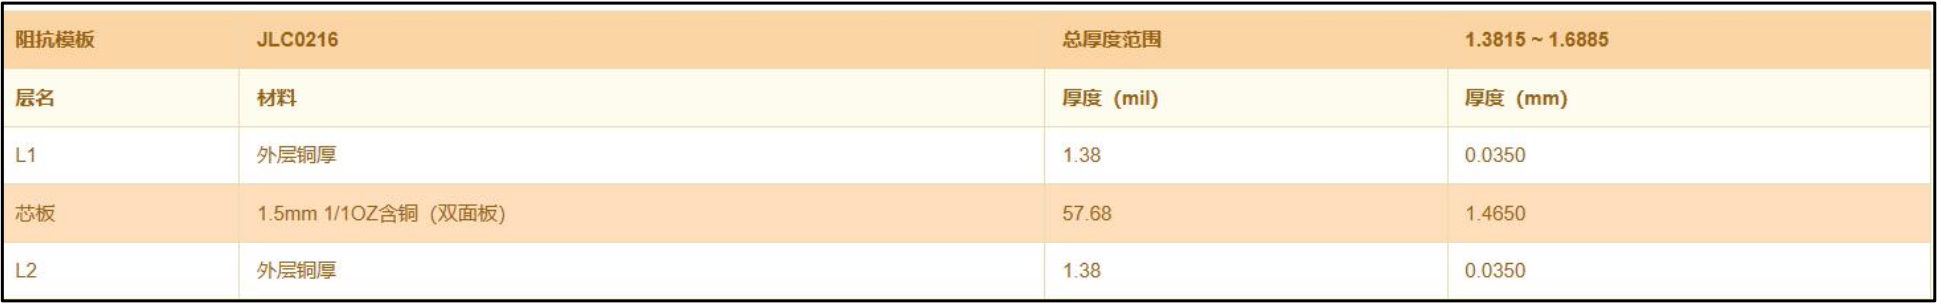 阻抗模板 JLC0216 总厚度范围 1.3815 ~ 1.6885
层名 材料 厚度 (mil) 厚度 (mm)
L1 外层铜厚 1.38 0.0350
芯板 1.5mm 1/1OZ含铜 (双面板) 57.68 1.4650
L2 外层铜厚 1.38 0.0350